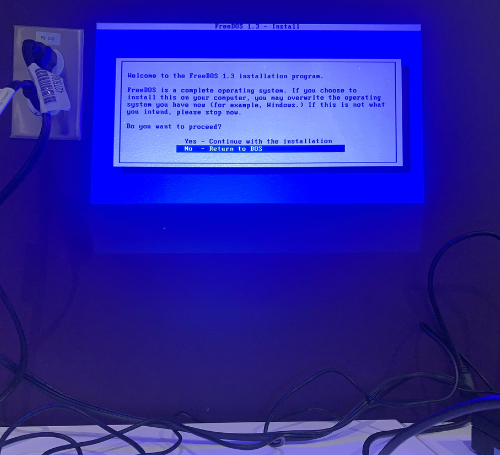 FreeDOS 1.3 - Install
Welcome to the FreeDOS 1.3 installation program.
FreeDOS is a complete operating system. If you choose to
install this on your computer, you may overwrite the operating
system you have now (for example, Windows.) If this is not what
you intend, please stop now.
Do you want to proceed?
Yes - Continue with the installation
No - Return to DOS